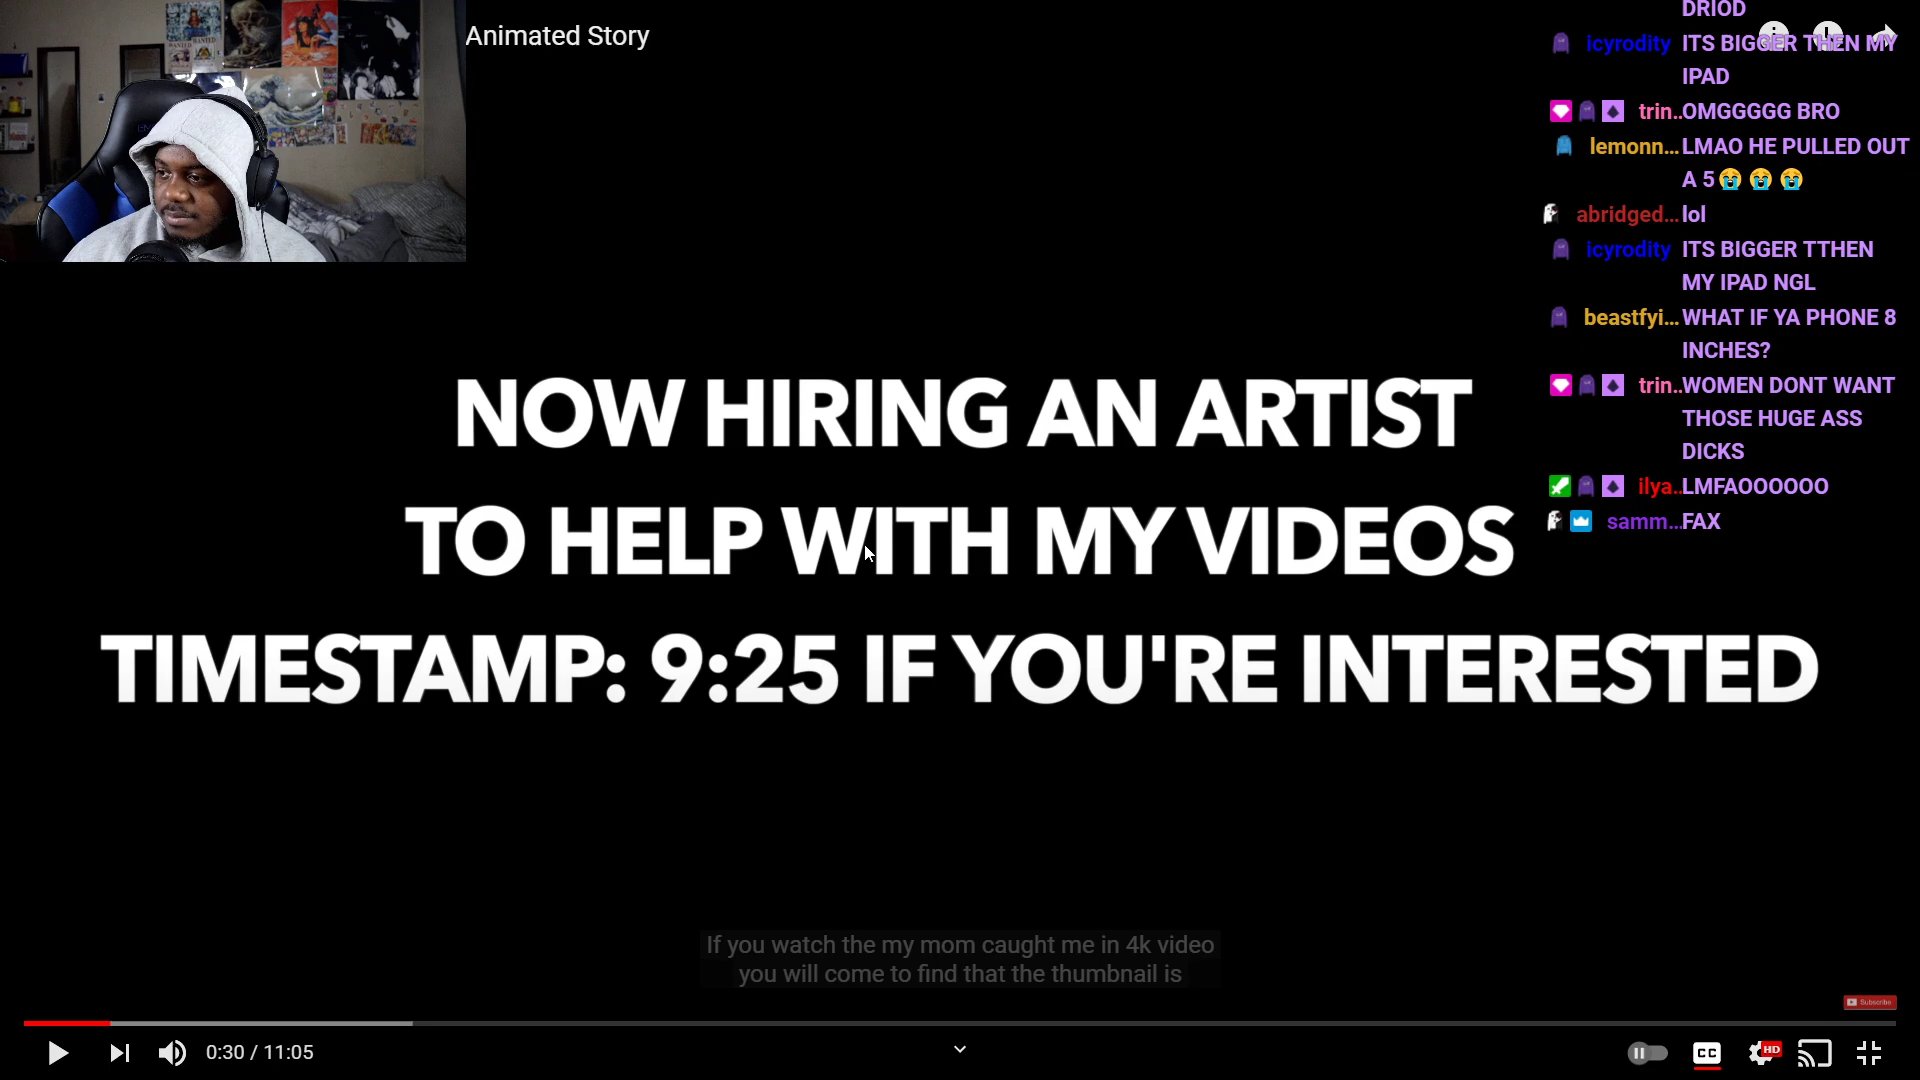 Animated Story
DRIOD
icyrodity ITS BIGGER THEN MY
IPAD
trin.. OMGGGGG BRO
lemonn... LMAO HE PULLED OUT
A 5😭 😭 😭
abridged... lol
icyrodity ITS BIGGER TTHEN
MY IPAD NGL
beastfyi... WHAT IF YA PHONE 8
INCHES?
trin.. WOMEN DONT WANT
THOSE HUGE ASS
DICKS
ilya.. LMFAOOOOOO
samm... FAX
NOW HIRING AN ARTIST
TO HELP WITH MY VIDEOS
TIMESTAMP: 9:25 IF YOU'RE INTERESTED
If you watch the my mom caught me in 4k video
you will come to find that the thumbnail is
Subscribe
0:30 / 11:05
CC
HD